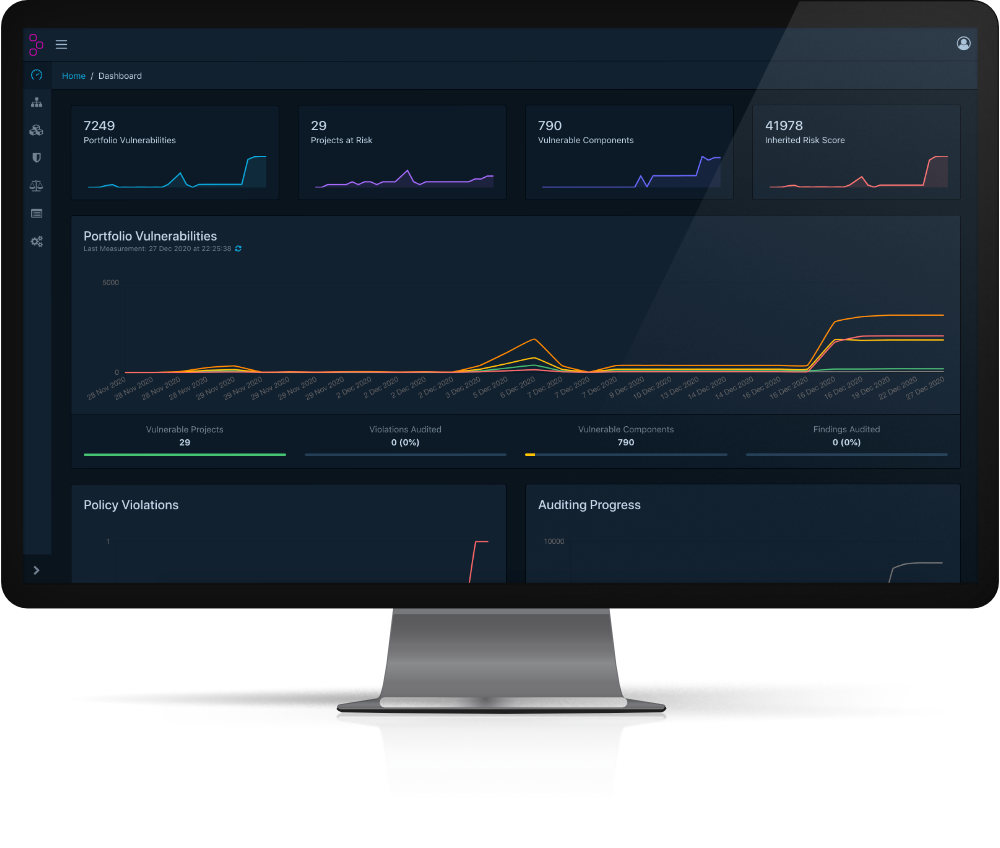 Home / Dashboard
7249
Portfolio Vulnerabilities
29
Projects at Risk
790
Vulnerable Components
41978
Inherited Risk Score
Portfolio Vulnerabilities
Last Measurement: 27 Dec 2020 at 22:25:38
5000
0
28 Nov 2020
28 Nov 2020
28 Nov 2020
29 Nov 2020
29 Nov 2020
29 Nov 2020
29 Nov 2020
29 Nov 2020
29 Nov 2020
2 Dec 2020
2 Dec 2020
2 Dec 2020
3 Dec 2020
3 Dec 2020
5 Dec 2020
6 Dec 2020
7 Dec 2020
7 Dec 2020
7 Dec 2020
9 Dec 2020
10 Dec 2020
13 Dec 2020
14 Dec 2020
14 Dec 2020
16 Dec 2020
16 Dec 2020
16 Dec 2020
16 Dec 2020
19 Dec 2020
22 Dec 2020
27 Dec 2020
Vulnerable Projects
29
Violations Audited
0 (0%)
Vulnerable Components
790
Findings Audited
0 (0%)
Policy Violations
1
Auditing Progress
10000